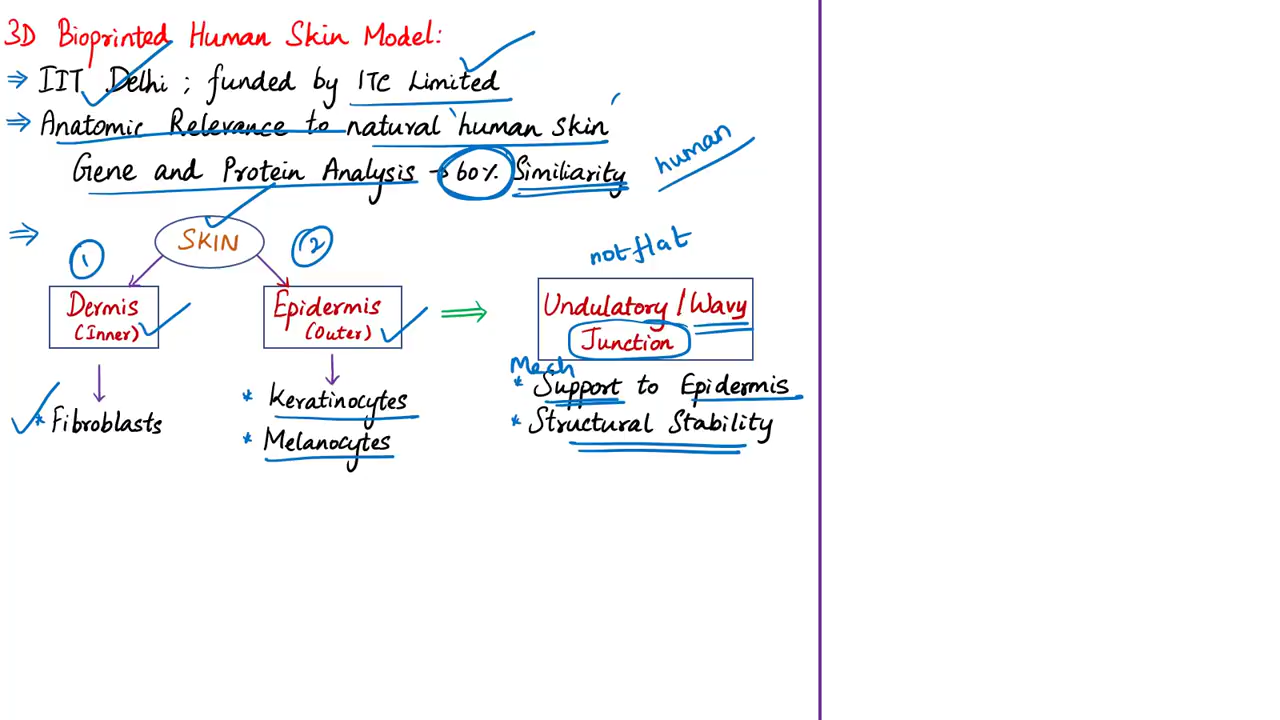 3D Bioprinted Human Skin Model:
⇒ IIT Delhi ; funded by ITC Limited
⇒ Anatomic Relevance to natural 'human skin'
Gene and Protein Analysis → 60% Similiarity
human
⇒
SKIN
1
2
not flat
Dermis
(Inner)
Epidermis
(Outer)
⇒
Undulatory / Wavy
Junction
* Fibroblasts
* Keratinocytes
* Melanocytes
Mech
* Support to Epidermis
* Structural Stability